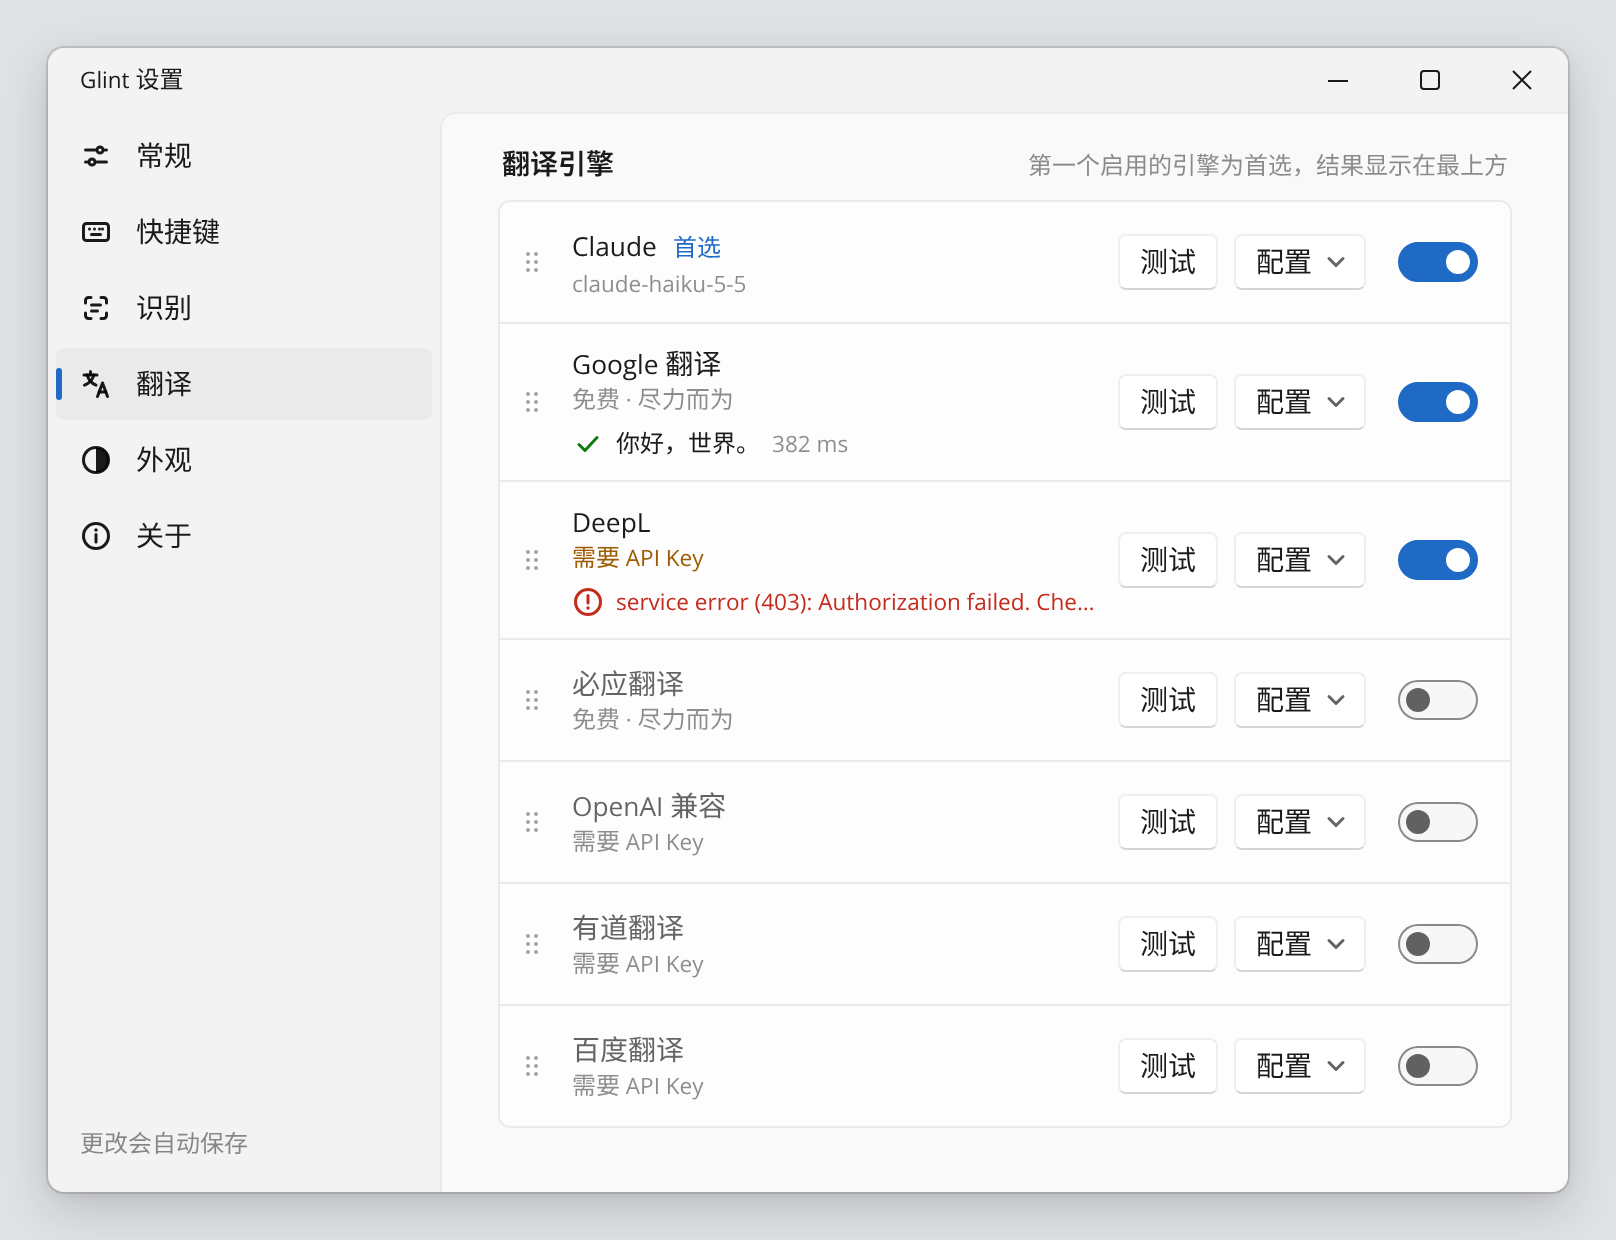 Glint 设置
常规
快捷键
识别
翻译
外观
关于
更改会自动保存
翻译引擎
第一个启用的引擎为首选，结果显示在最上方
Claude 首选
claude-haiku-5-5
测试
配置
Google 翻译
免费 · 尽力而为
你好，世界。 382 ms
测试
配置
DeepL
需要 API Key
service error (403): Authorization failed. Che...
测试
配置
必应翻译
免费 · 尽力而为
测试
配置
OpenAI 兼容
需要 API Key
测试
配置
有道翻译
需要 API Key
测试
配置
百度翻译
需要 API Key
测试
配置